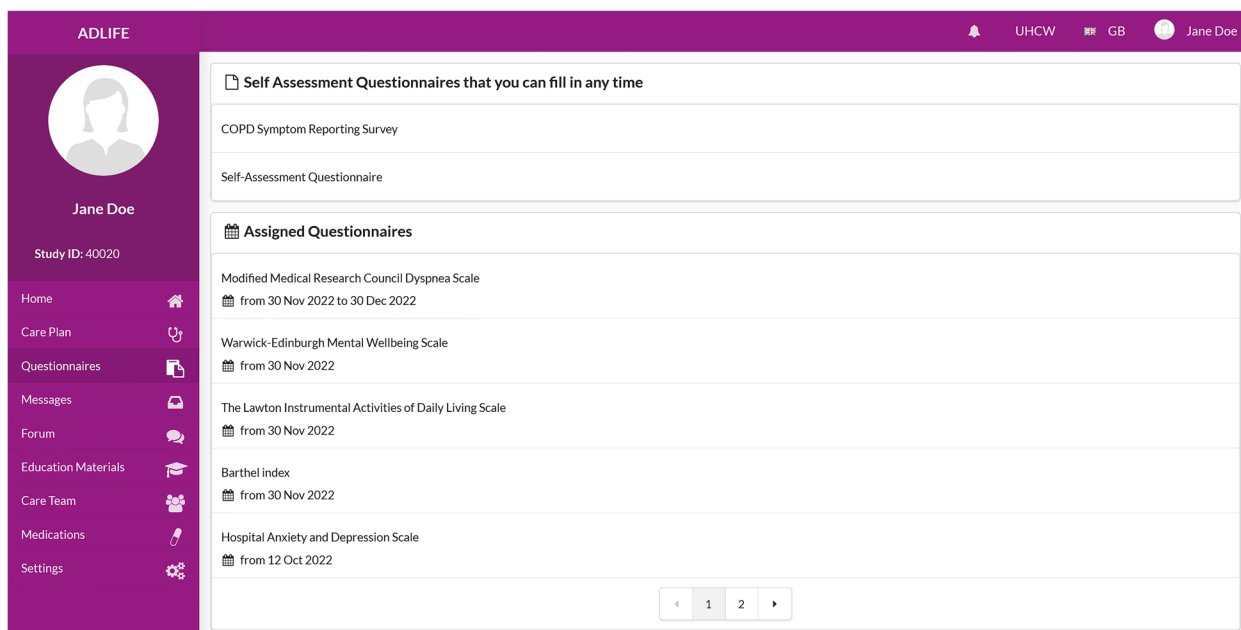 ADLIFE
UHCW
GB
Jane Doe
Jane Doe
Study ID: 40020
Home
Care Plan
Questionnaires
Messages
Forum
Education Materials
Care Team
Medications
Settings
Self Assessment Questionnaires that you can fill in any time
COPD Symptom Reporting Survey
Self-Assessment Questionnaire
Assigned Questionnaires
Modified Medical Research Council Dyspnea Scale
from 30 Nov 2022 to 30 Dec 2022
Warwick-Edinburgh Mental Wellbeing Scale
from 30 Nov 2022
The Lawton Instrumental Activities of Daily Living Scale
from 30 Nov 2022
Barthel index
from 30 Nov 2022
Hospital Anxiety and Depression Scale
from 12 Oct 2022
1 2